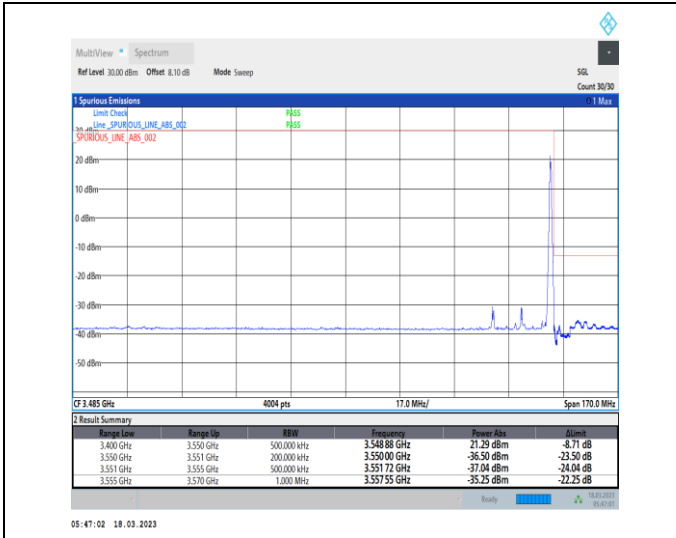 MultiView Spectrum
Ref Level 30.00 dBm Offset 8.10 dB Mode Sweep SGL
Count 30/30
1 Spurious Emissions 1 Max
Limit Check PASS
Line _SPURIOUS_LINE_ABS_002 PASS
_SPURIOUS_LINE_ABS_002
20 dBm
10 dBm
0 dBm
-10 dBm
-20 dBm
-30 dBm
-40 dBm
-50 dBm
CF 3.485 GHz 4004 pts 17.0 MHz/ Span 170.0 MHz
2 Result Summary
Range Low Range Up RBW Frequency Power Abs ΔLimit
3.400 GHz 3.550 GHz 500.000 kHz 3.548 88 GHz 21.29 dBm -8.71 dB
3.550 GHz 3.551 GHz 200.000 kHz 3.550 00 GHz -36.50 dBm -23.50 dB
3.551 GHz 3.555 GHz 500.000 kHz 3.551 72 GHz -37.04 dBm -24.04 dB
3.555 GHz 3.570 GHz 1.000 MHz 3.557 55 GHz -35.25 dBm -22.25 dB
Ready 18.03.2023
05:47:01
05:47:02 18.03.2023